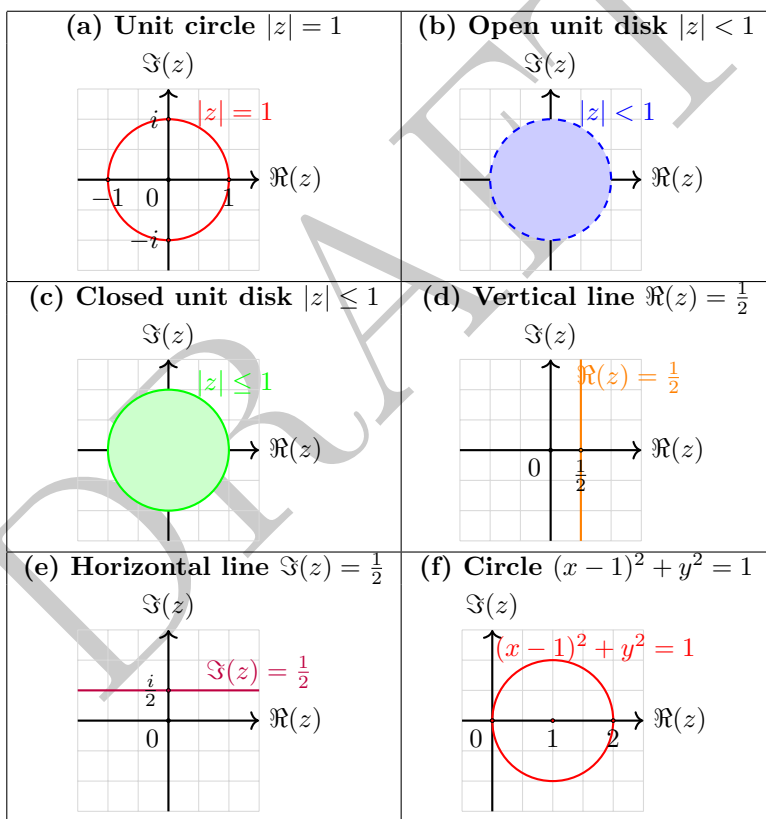 (a) Unit circle |z| = 1
ℑ(z)
|z| = 1
i
ℜ(z)
−1 0 1
−i
(b) Open unit disk |z| < 1
ℑ(z)
|z| < 1
ℜ(z)
(c) Closed unit disk |z| ≤ 1
ℑ(z)
|z| ≤ 1
ℜ(z)
(d) Vertical line ℜ(z) = 1/2
ℑ(z)
ℜ(z) = 1/2
ℜ(z)
0 1/2
(e) Horizontal line ℑ(z) = 1/2
ℑ(z)
ℑ(z) = 1/2
i/2
ℜ(z)
0
(f) Circle (x − 1)² + y² = 1
ℑ(z)
(x − 1)² + y² = 1
ℜ(z)
0 1 2
DRAFT